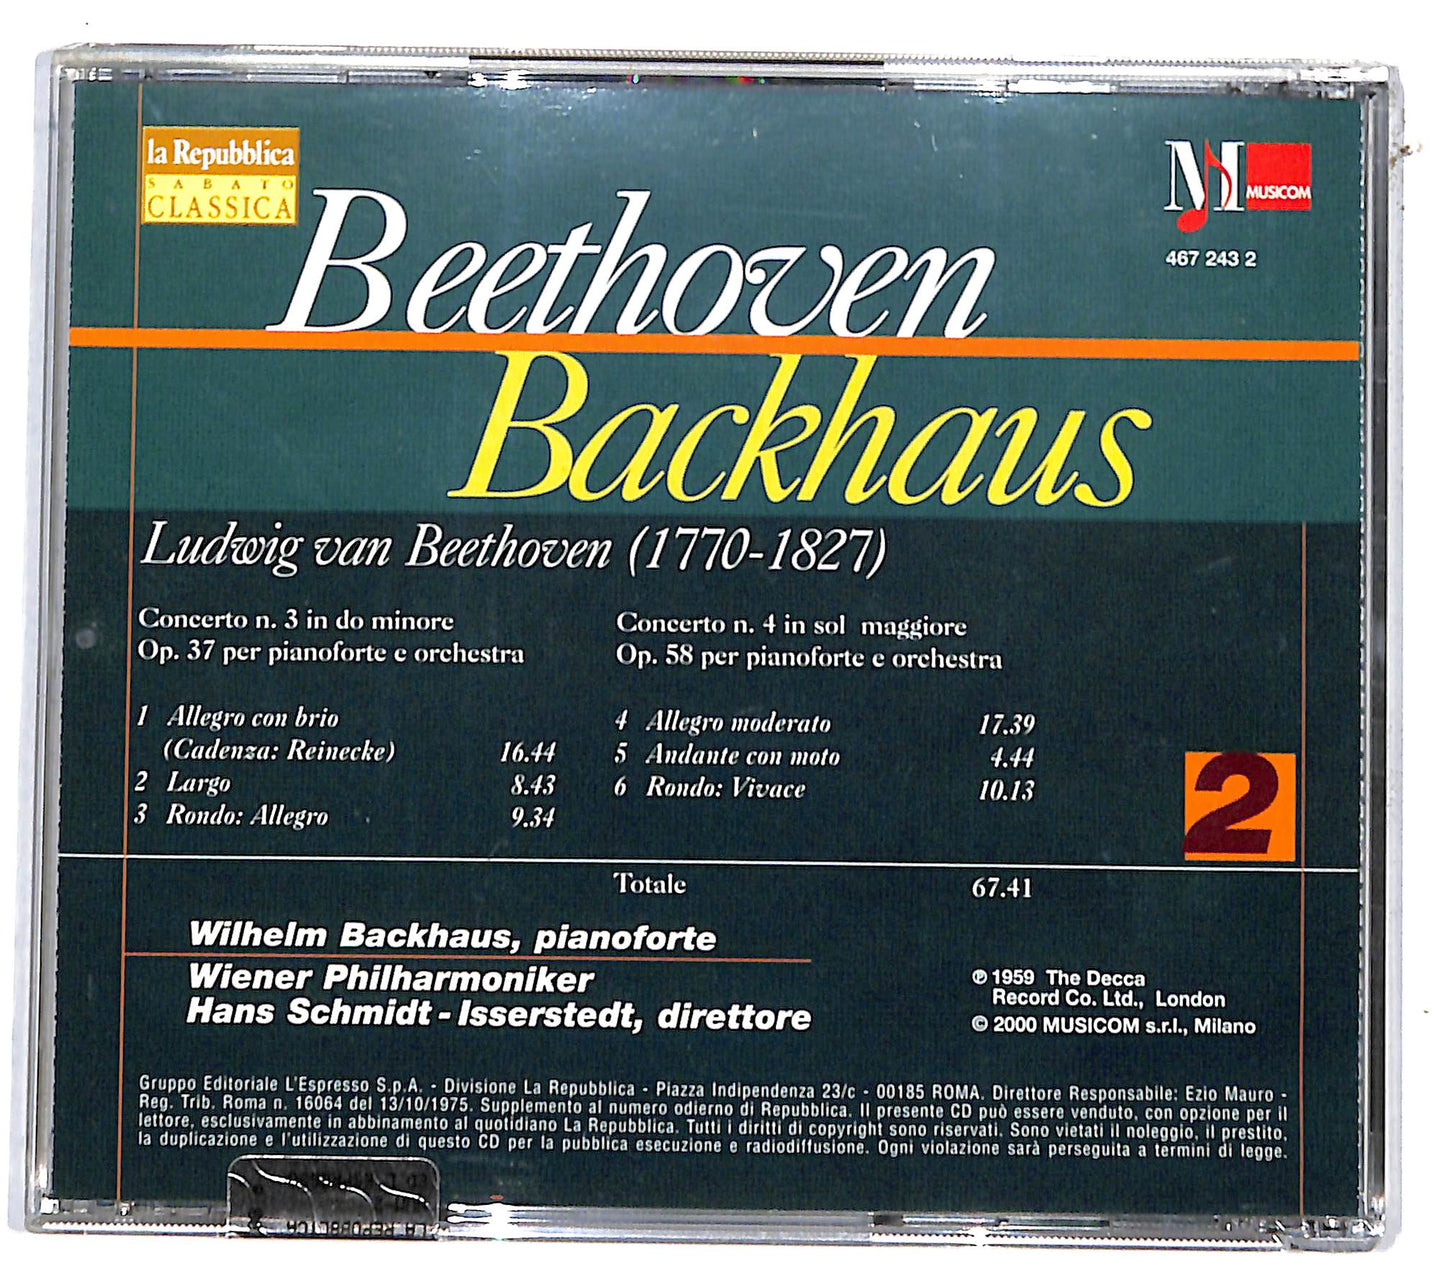 la Repubblica
SABATO
CLASSICA
M MUSICOM
467 243 2
Beethoven
Backhaus
Ludwig van Beethoven (1770-1827)
Concerto n. 3 in do minore
Op. 37 per pianoforte e orchestra
1 Allegro con brio
(Cadenza: Reinecke) 16.44
2 Largo 8.43
3 Rondo: Allegro 9.34
Concerto n. 4 in sol maggiore
Op. 58 per pianoforte e orchestra
4 Allegro moderato 17.39
5 Andante con moto 4.44
6 Rondo: Vivace 10.13
2
Totale 67.41
Wilhelm Backhaus, pianoforte
Wiener Philharmoniker
Hans Schmidt-Isserstedt, direttore
℗ 1959 The Decca
Record Co. Ltd., London
© 2000 MUSICOM s.r.l., Milano
Gruppo Editoriale L'Espresso S.p.A. - Divisione La Repubblica - Piazza Indipendenza 23/c - 00185 ROMA. Direttore Responsabile: Ezio Mauro -
Reg. Trib. Roma n. 16064 del 13/10/1975. Supplemento al numero odierno di Repubblica. Il presente CD può essere venduto, con opzione per il
lettore, esclusivamente in abbinamento al quotidiano La Repubblica. Tutti i diritti di copyright sono riservati. Sono vietati il noleggio, il prestito,
la duplicazione e l'utilizzazione di questo CD per la pubblica esecuzione e radiodiffusione. Ogni violazione sarà perseguita a termini di legge.
LA REPUBBLICA